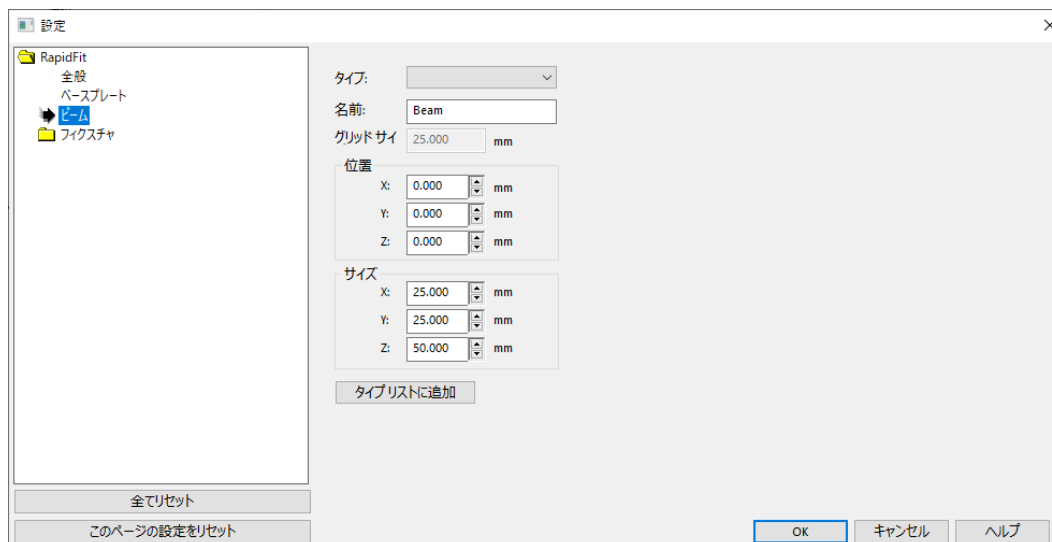 設定
RapidFit
全般
ベースプレート
ビーム
フィクスチャ
全てリセット
このページの設定をリセット
タイプ:
名前: Beam
グリッド サイ 25.000 mm
位置
X: 0.000 mm
Y: 0.000 mm
Z: 0.000 mm
サイズ
X: 25.000 mm
Y: 25.000 mm
Z: 50.000 mm
タイプ リストに追加
OK キャンセル ヘルプ